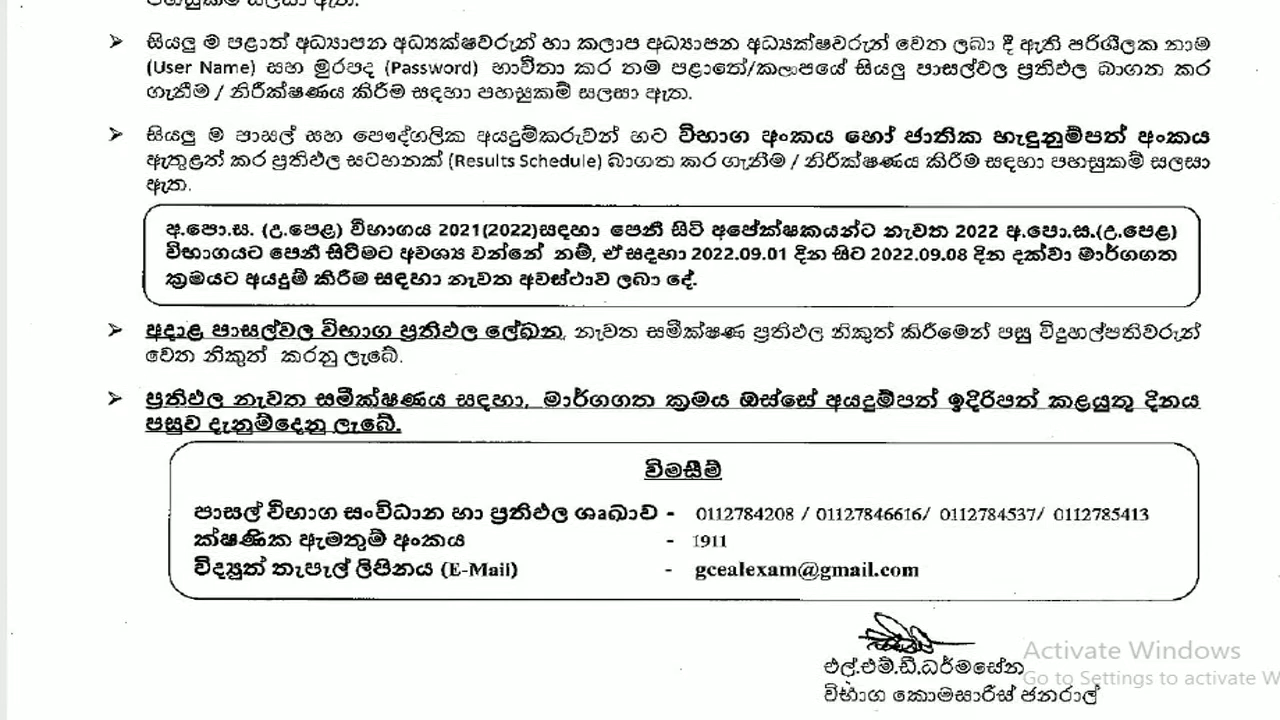 පහසුකම් සලසා ඇත.
➢ සියලු ම පළාත් අධ්‍යාපන අධ්‍යක්ෂවරුන් හා කලාප අධ්‍යාපන අධ්‍යක්ෂවරුන් වෙත ලබා දී ඇති පරිශීලක නාම
(User Name) සහ මුරපද (Password) භාවිතා කර තම පළාතේ/කලාපයේ සියලු පාසල්වල ප්‍රතිඵල බාගත කර
ගැනීම / නිරීක්ෂණය කිරීම සඳහා පහසුකම් සලසා ඇත.
➢ සියලු ම පාසල් සහ පෞද්ගලික අයදුම්කරුවන් හට විභාග අංකය හෝ ජාතික හැඳුනුම්පත් අංකය
ඇතුළත් කර ප්‍රතිඵල සටහනක් (Results Schedule) බාගත කර ගැනීම / නිරීක්ෂණය කිරීම සඳහා පහසුකම් සලසා
ඇත.
අ.පො.ස. (උ.පෙළ) විභාගය 2021(2022)සඳහා පෙනී සිටි අපේක්ෂකයන්ට නැවත 2022 අ.පො.ස.(උ.පෙළ)
විභාගයට පෙනී සිටීමට අවශ්‍ය වන්නේ නම්, ඒ සදහා 2022.09.01 දින සිට 2022.09.08 දින දක්වා මාර්ගගත
ක්‍රමයට අයදුම් කිරීම සඳහා නැවත අවස්ථාව ලබා දේ.
➢ අදාළ පාසල්වල විභාග ප්‍රතිඵල ලේඛන, නැවත සමීක්ෂණ ප්‍රතිඵල නිකුත් කිරීමෙන් පසු විදුහල්පතිවරුන්
වෙත නිකුත් කරනු ලැබේ.
➢ ප්‍රතිඵල නැවත සමීක්ෂණය සඳහා, මාර්ගගත ක්‍රමය ඔස්සේ අයදුම්පත් ඉදිරිපත් කළයුතු දිනය
පසුව දැනුම්දෙනු ලැබේ.
විමසීම්
පාසල් විභාග සංවිධාන හා ප්‍රතිඵල ශාඛාව - 0112784208 / 01127846616/ 0112784537/ 0112785413
ක්ෂණික ඇමතුම් අංකය - 1911
විද්‍යුත් තැපැල් ලිපිනය (E-Mail) - gcealexam@gmail.com
එල්.එම්.ඩී.ධර්මසේන
විභාග කොමසාරිස් ජනරාල්
Activate Windows
Go to Settings to activate W